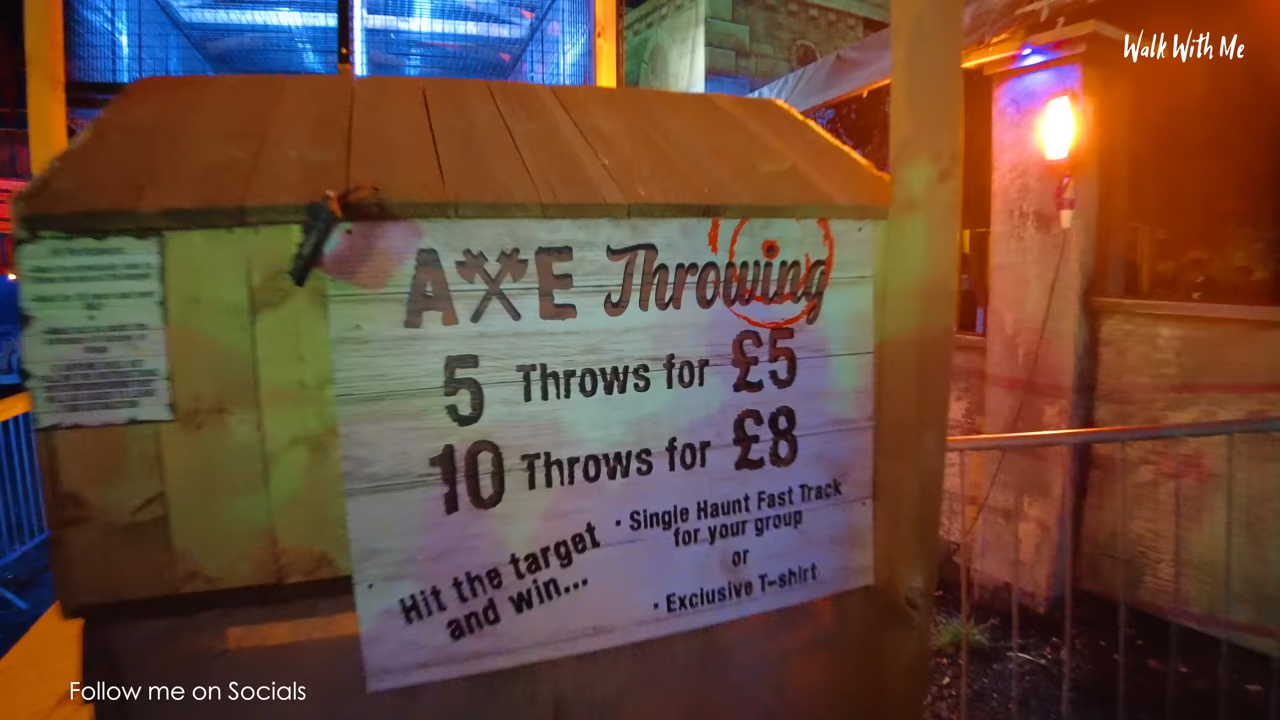 Walk With Me
AXE Throwing
5 Throws for £5
10 Throws for £8
Hit the target
and win...
· Single Haunt Fast Track
for your group
or
· Exclusive T-shirt
Follow me on Socials